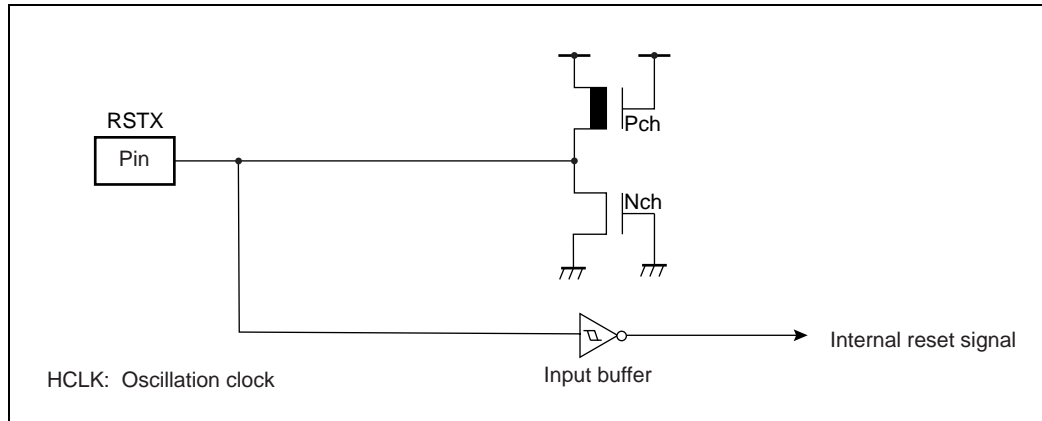 RSTX
Pin
Pch
Nch
Internal reset signal
Input buffer
HCLK: Oscillation clock